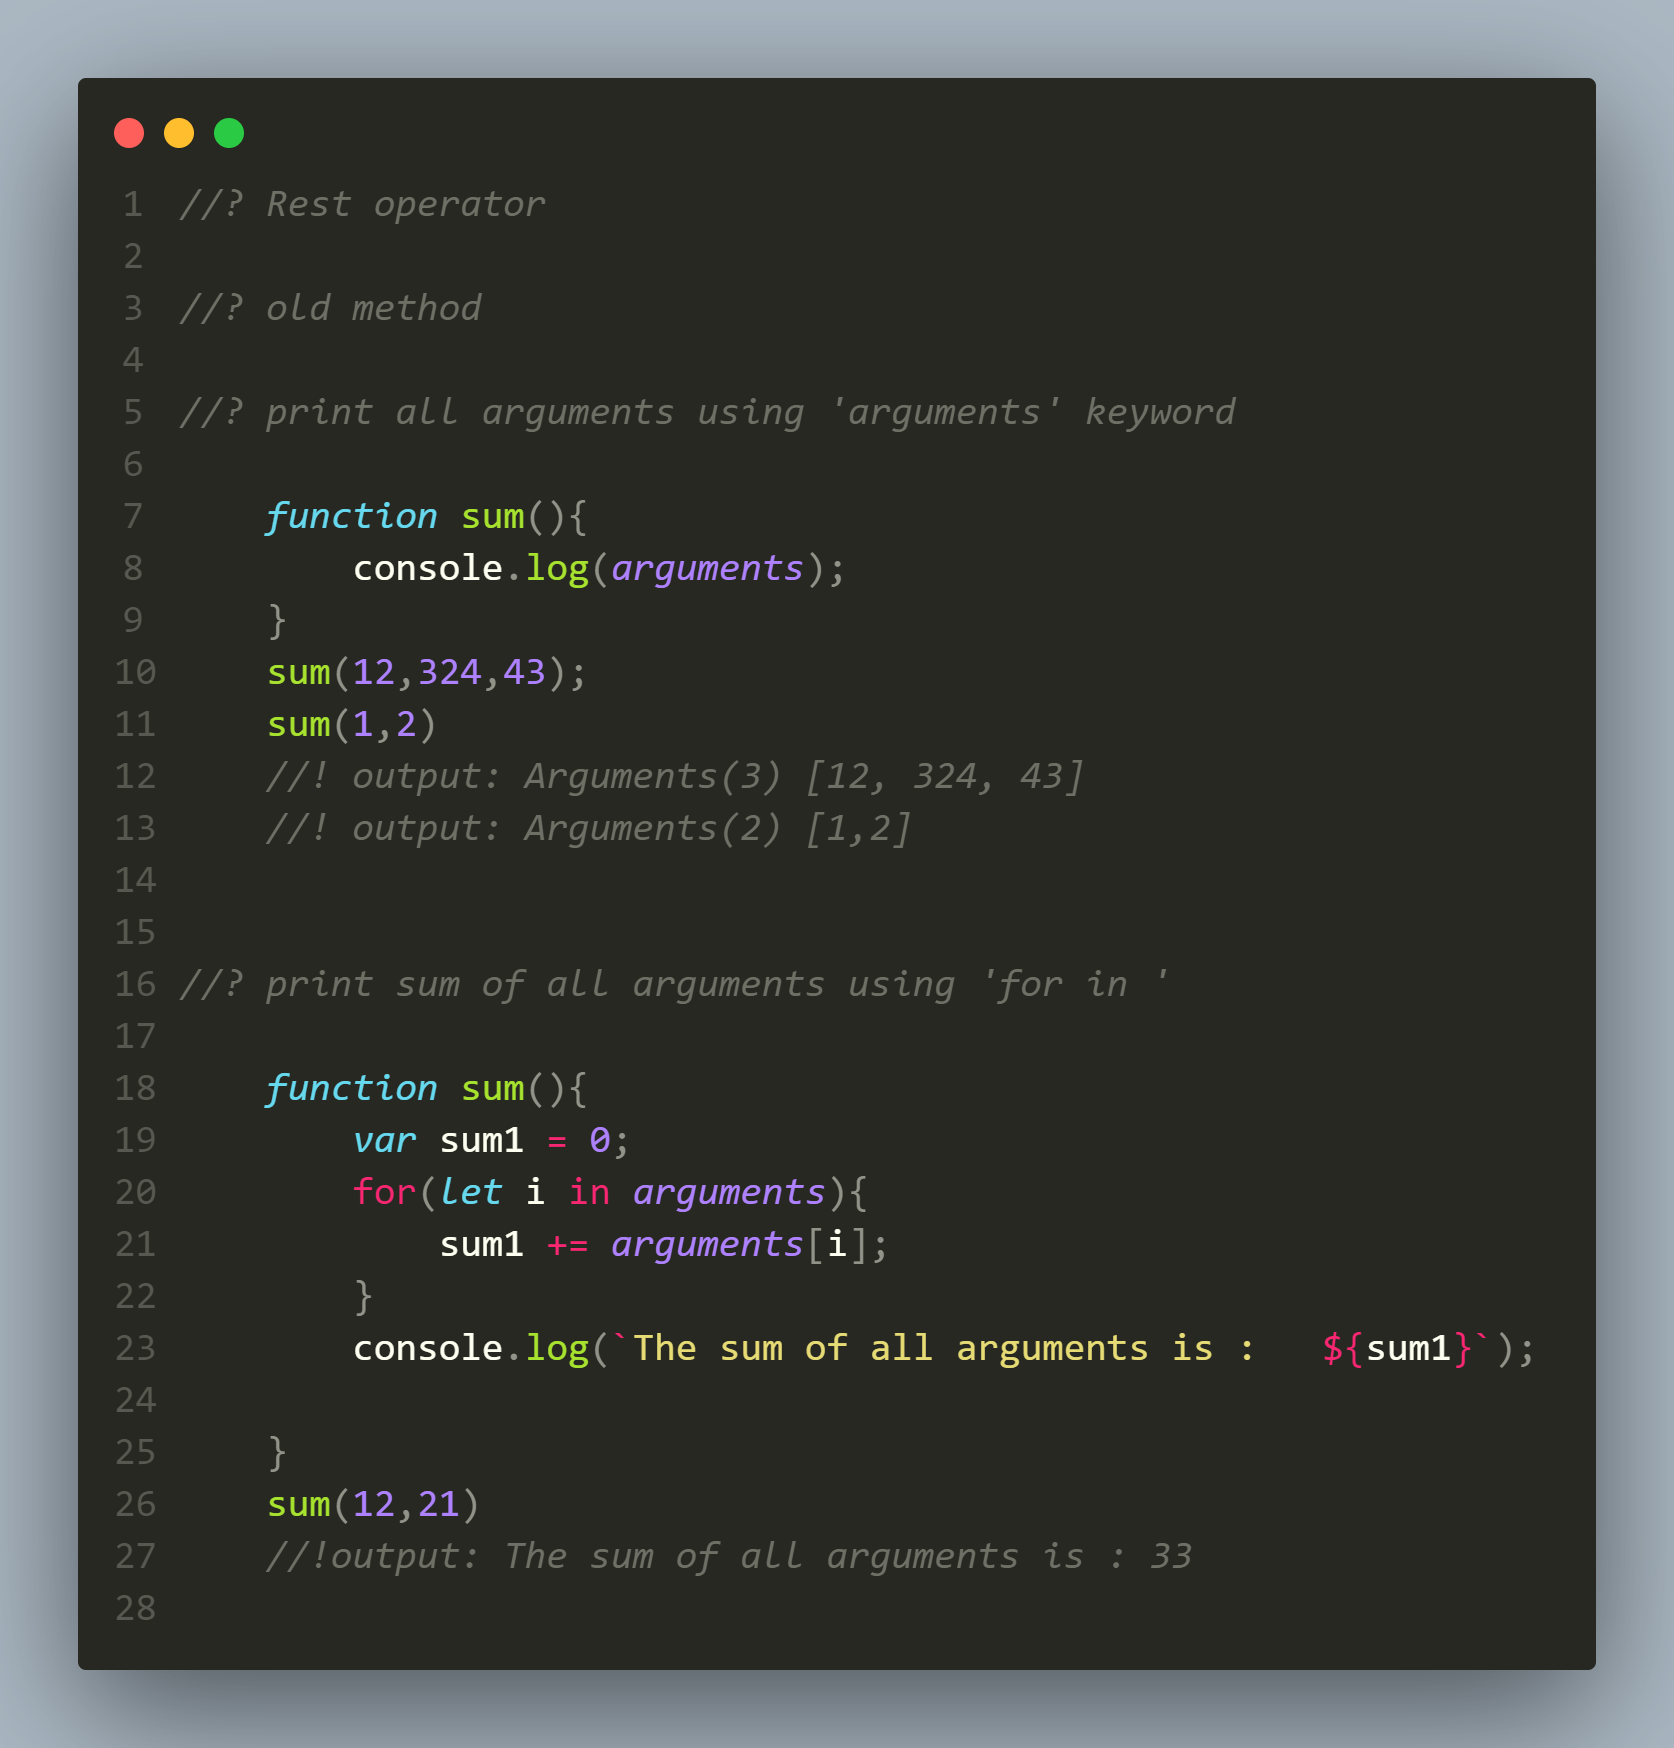 1 //? Rest operator
2
3 //? old method
4
5 //? print all arguments using 'arguments' keyword
6
7     function sum(){
8         console.log(arguments);
9     }
10     sum(12,324,43);
11     sum(1,2)
12     //! output: Arguments(3) [12, 324, 43]
13     //! output: Arguments(2) [1,2]
14
15
16 //? print sum of all arguments using 'for in '
17
18     function sum(){
19         var sum1 = 0;
20         for(let i in arguments){
21             sum1 += arguments[i];
22         }
23         console.log(`The sum of all arguments is :   ${sum1}`);
24
25     }
26     sum(12,21)
27     //!output: The sum of all arguments is : 33
28